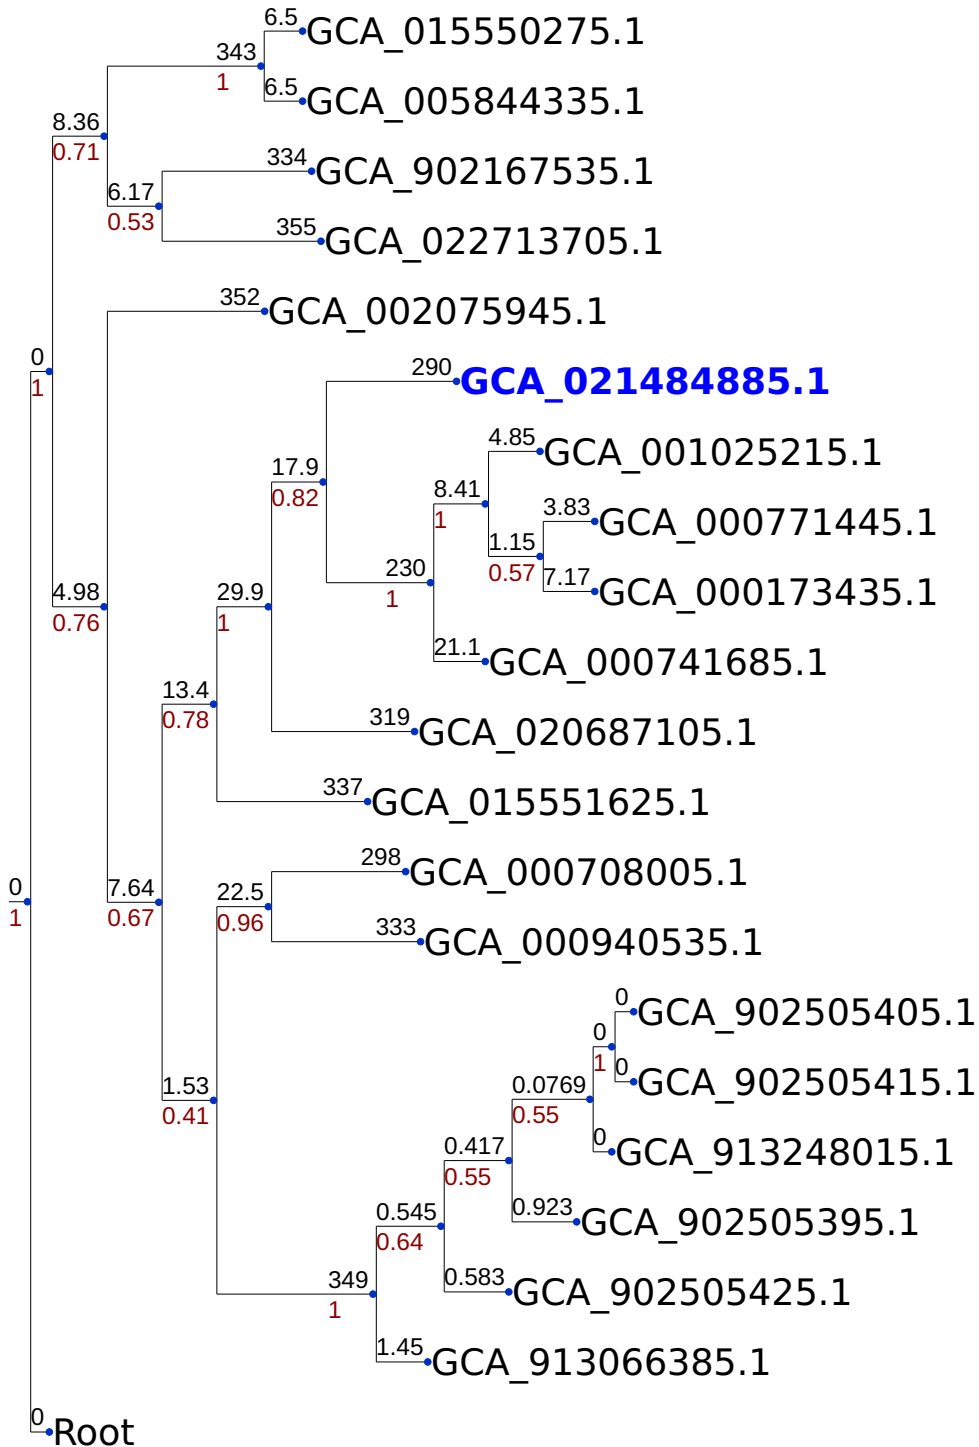 6.5
GCA_015550275.1
343
1
6.5
GCA_005844335.1
8.36
0.71
334
GCA_902167535.1
6.17
0.53
355
GCA_022713705.1
352
GCA_002075945.1
0
1
290
GCA_021484885.1
4.85
GCA_001025215.1
17.9
0.82
8.41
1
3.83
GCA_000771445.1
1.15
0.57
230
1
7.17
GCA_000173435.1
4.98
0.76
29.9
1
21.1
GCA_000741685.1
13.4
0.78
319
GCA_020687105.1
337
GCA_015551625.1
298
GCA_000708005.1
0
1
7.64
0.67
22.5
0.96
333
GCA_000940535.1
0
GCA_902505405.1
0
1
0
GCA_902505415.1
1.53
0.41
0.0769
0.55
0
GCA_913248015.1
0.417
0.55
0.923
GCA_902505395.1
0.545
0.64
0.583
GCA_902505425.1
349
1
1.45
GCA_913066385.1
0
Root